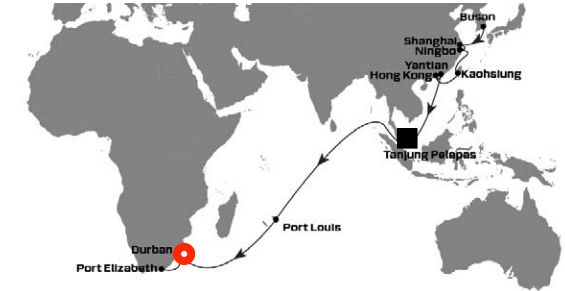 Busan
Shanghai
Ningbo
Yantian
Hong Kong
Kaohsiung
Tanjung Pelepas
Port Louis
Durban
Port Elizabeth